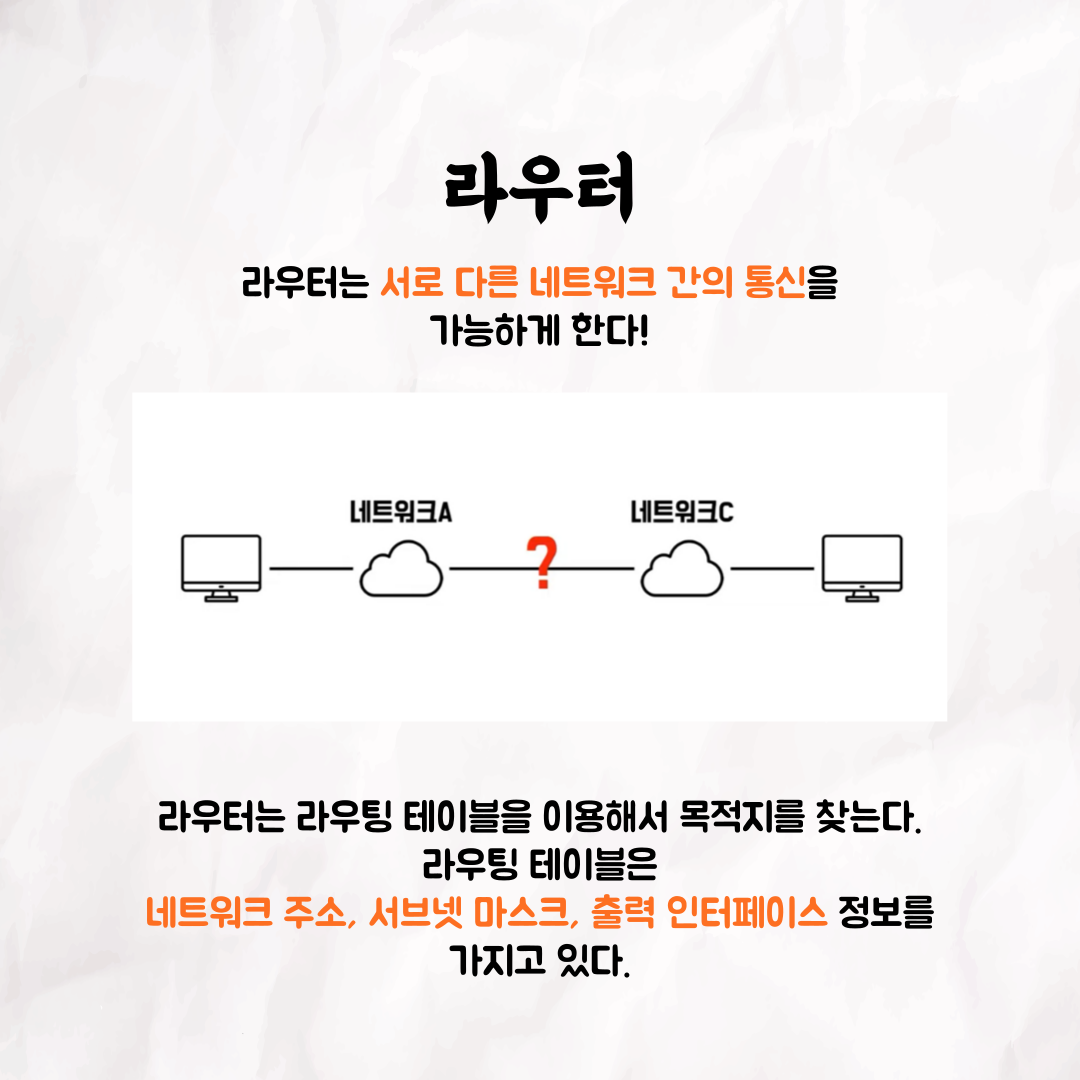 라우터
라우터는 서로 다른 네트워크 간의 통신을
가능하게 한다!
네트워크A
네트워크C
?
라우터는 라우팅 테이블을 이용해서 목적지를 찾는다.
라우팅 테이블은
네트워크 주소, 서브넷 마스크, 출력 인터페이스 정보를
가지고 있다.